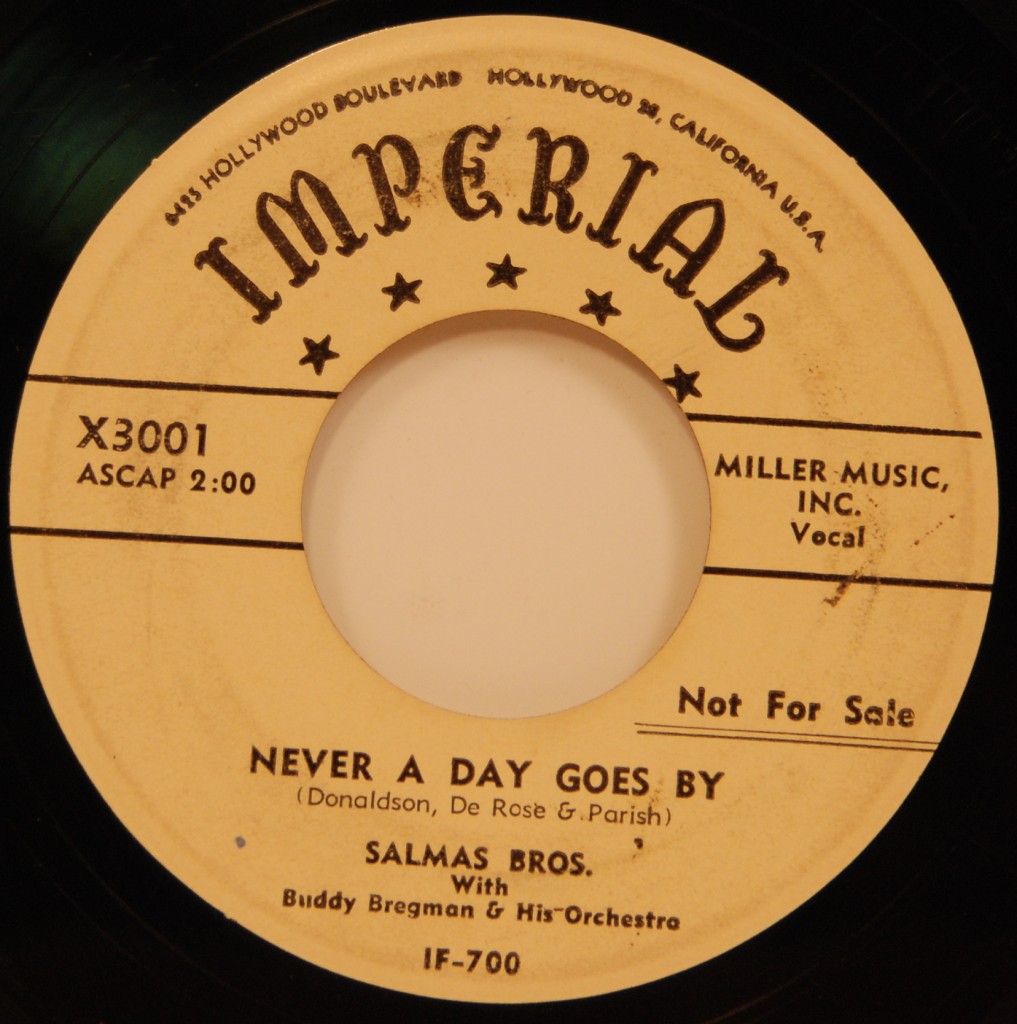 6425 HOLLYWOOD BOULEVARD HOLLYWOOD 28, CALIFORNIA U.S.A.
IMPERIAL
X3001
ASCAP 2:00
MILLER MUSIC,
INC.
Vocal
Not For Sale
NEVER A DAY GOES BY
(Donaldson, De Rose & Parish)
SALMAS BROS.
With
Buddy Bregman & His Orchestra
IF-700